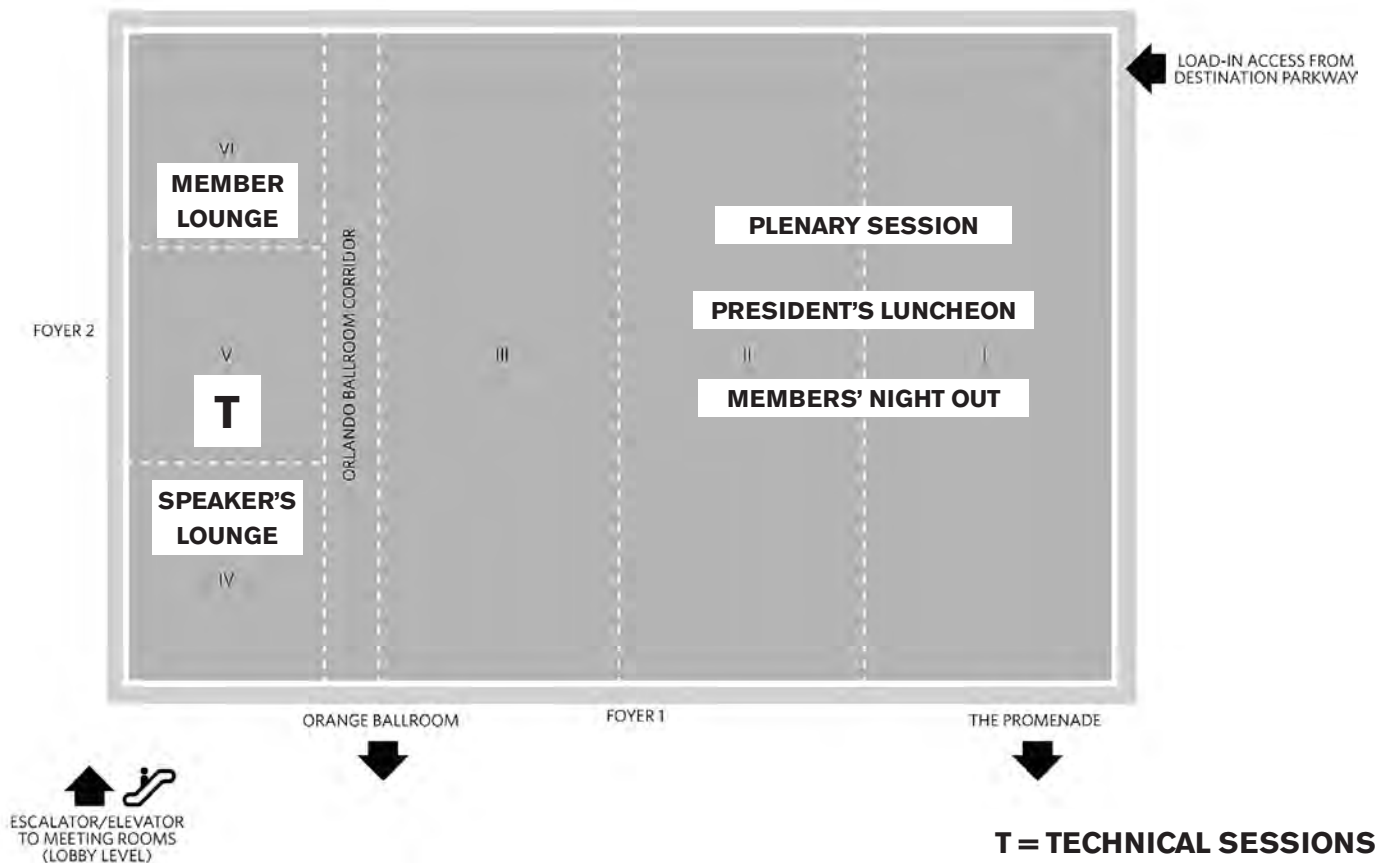 LOAD-IN ACCESS FROM
DESTINATION PARKWAY
VI
MEMBER
LOUNGE
PLENARY SESSION
ORLANDO BALLROOM CORRIDOR
PRESIDENT’S LUNCHEON
FOYER 2
V
III
II
I
T
MEMBERS’ NIGHT OUT
SPEAKER’S
LOUNGE
IV
ORANGE BALLROOM
FOYER 1
THE PROMENADE
ESCALATOR/ELEVATOR
TO MEETING ROOMS
(LOBBY LEVEL)
T = TECHNICAL SESSIONS